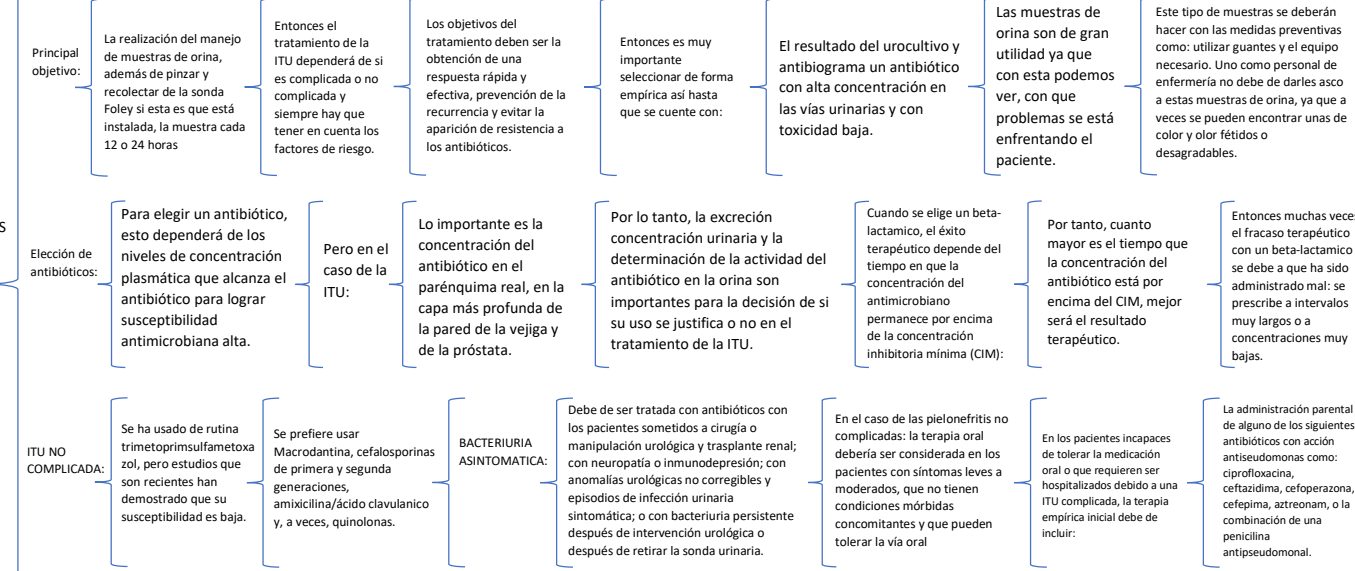 Principal
objetivo:
La realización del manejo
de muestras de orina,
además de pinzar y
recolectar de la sonda
Foley si esta es que está
instalada, la muestra cada
12 o 24 horas
Entonces el
tratamiento de la
ITU dependerá de si
es complicada o no
complicada y
siempre hay que
tener en cuenta los
factores de riesgo.
Los objetivos del
tratamiento deben ser la
obtención de una
respuesta rápida y
efectiva, prevención de la
recurrencia y evitar la
aparición de resistencia a
los antibióticos.
Entonces es muy
importante
seleccionar de forma
empírica así hasta
que se cuente con:
El resultado del urocultivo y
antibiograma un antibiótico
con alta concentración en
las vías urinarias y con
toxicidad baja.
Las muestras de
orina son de gran
utilidad ya que
con esta podemos
ver, con que
problemas se está
enfrentando el
paciente.
Este tipo de muestras se deberán
hacer con las medidas preventivas
como: utilizar guantes y el equipo
necesario. Uno como personal de
enfermería no debe de darles asco
a estas muestras de orina, ya que a
veces se pueden encontrar unas de
color y olor fétidos o
desagradables.
S
Elección de
antibióticos:
Para elegir un antibiótico,
esto dependerá de los
niveles de concentración
plasmática que alcanza el
antibiótico para lograr
susceptibilidad
antimicrobiana alta.
Pero en el
caso de la
ITU:
Lo importante es la
concentración del
antibiótico en el
parénquima real, en la
capa más profunda de
la pared de la vejiga y
de la próstata.
Por lo tanto, la excreción
concentración urinaria y la
determinación de la actividad del
antibiótico en la orina son
importantes para la decisión de si
su uso se justifica o no en el
tratamiento de la ITU.
Cuando se elige un beta-
lactamico, el éxito
terapéutico depende del
tiempo en que la
concentración del
antimicrobiano
permanece por encima
de la concentración
inhibitoria mínima (CIM):
Por tanto, cuanto
mayor es el tiempo que
la concentración del
antibiótico está por
encima del CIM, mejor
será el resultado
terapéutico.
Entonces muchas veces
el fracaso terapéutico
con un beta-lactamico
se debe a que ha sido
administrado mal: se
prescribe a intervalos
muy largos o a
concentraciones muy
bajas.
ITU NO
COMPLICADA:
Se ha usado de rutina
trimetoprimsulfametoxa
zol, pero estudios que
son recientes han
demostrado que su
susceptibilidad es baja.
Se prefiere usar
Macrodantina, cefalosporinas
de primera y segunda
generaciones,
amixicilina/ácido clavulanico
y, a veces, quinolonas.
BACTERIURIA
ASINTOMATICA:
Debe de ser tratada con antibióticos con
los pacientes sometidos a cirugía o
manipulación urológica y trasplante renal;
con neuropatía o inmunodepresión; con
anomalías urológicas no corregibles y
episodios de infección urinaria
sintomática; o con bacteriuria persistente
después de intervención urológica o
después de retirar la sonda urinaria.
En el caso de las pielonefritis no
complicadas: la terapia oral
debería ser considerada en los
pacientes con síntomas leves a
moderados, que no tienen
condiciones mórbidas
concomitantes y que pueden
tolerar la vía oral
En los pacientes incapaces
de tolerar la medicación
oral o que requieren ser
hospitalizados debido a una
ITU complicada, la terapia
empírica inicial debe de
incluir:
La administración parental
de alguno de los siguientes
antibióticos con acción
antiseudomonas como:
ciprofloxacina,
ceftazidima, cefoperazona,
cefepima, aztreonam, o la
combinación de una
penicilina
antipseudomonal.